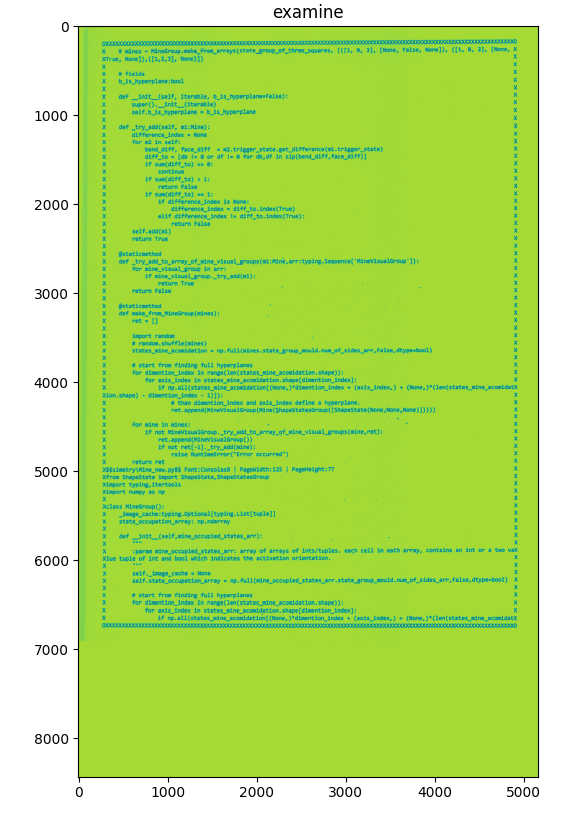 examine
X   # mines = MineGroup.make_from_arrays(state_group_of_three_squares, [([1, 0, 3], [None, False, None]), ([1, 0, 3], [None, X
XTrue, None]),([1,2,3], None)])
X
X   # fields
X   b_is_hyperplane:bool
X
X   def __init__(self, iterable, b_is_hyperplane=False):
X       super().__init__(iterable)
X       self.b_is_hyperplane = b_is_hyperplane
X
X   def _try_add(self, m1:Mine):
X       difference_index = None
X       for m2 in self:
X           bend_diff, face_diff  = m2.trigger_state.get_difference(m1.trigger_state)
X           diff_to = [db != 0 or df != 0 for db,df in zip(bend_diff,face_diff)]
X           if sum(diff_to) == 0:
X               continue
X           if sum(diff_to) > 1:
X               return False
X           if sum(diff_to) == 1:
X               if difference_index is None:
X                   difference_index = diff_to.index(True)
X               elif difference_index != diff_to.index(True):
X                   return False
X       self.add(m1)
X       return True
X
X   @staticmethod
X   def _try_add_to_array_of_mine_visual_groups(m1:Mine,arr:typing.Sequence['MineVisualGroup']):
X       for mine_visual_group in arr:
X           if mine_visual_group._try_add(m1):
X               return True
X       return False
X
X   @staticmethod
X   def make_from_MineGroup(mines):
X       ret = []
X
X       import random
X       # random.shuffle(mines)
X       states_mine_acomidation = np.full(mines.state_group_mould.num_of_sides_arr,False,dtype=bool)
X
X       # start from finding full hyperplanes
X       for dimention_index in range(len(states_mine_acomidation.shape)):
X           for axis_index in states_mine_acomidation.shape[dimention_index]:
X               if np.all(states_mine_acomidation[(None,)*dimention_index + (axis_index,) + (None,)*(len(states_mine_acomidatX
Xion.shape) - dimention_index - 1)]):
X                   # than dimention_index and axis_index define a hyperplane.
X                   ret.append(MineVisualGroup(Mine(ShapeStatesGroup([ShapeState(None,None,None)]))))
X
X       for mine in mines:
X           if not MineVisualGroup._try_add_to_array_of_mine_visual_groups(mine,ret):
X               ret.append(MineVisualGroup())
X               if not ret[-1]._try_add(mine):
X                   raise RuntimeError("Error occurred")
X       return ret
X$$simetry\Mine_new.py$$ Font:Consolas8 | PageWidth:125 | PageHeight:77
Xfrom ShapeState import ShapeState,ShapeStatesGroup
Ximport typing,itertools
Ximport numpy as np
X
Xclass MineGroup():
X   _image_cache:typing.Optional[typing.List[tuple]]
X   state_occupation_array: np.ndarray
X
X   def __init__(self,mine_occupied_states_arr):
X       """
X       :param mine_occupied_states_arr: array of arrays of ints/tuples. each cell in eath array, contains an int or a two vaX
Xlue tuple of int and bool which indicates the activation orientation.
X       """
X       self._image_cache = None
X       self.state_occupation_array = np.full(mine_occupied_states_arr.state_group_mould.num_of_sides_arr,False,dtype=bool)
X
X       # start from finding full hyperplanes
X       for dimention_index in range(len(states_mine_acomidation.shape)):
X           for axis_index in states_mine_acomidation.shape[dimention_index]:
X               if np.all(states_mine_acomidation[(None,)*dimention_index + (axis_index,) + (None,)*(len(states_mine_acomidatX
0
1000
2000
3000
4000
5000
6000
7000
8000
0 1000 2000 3000 4000 5000